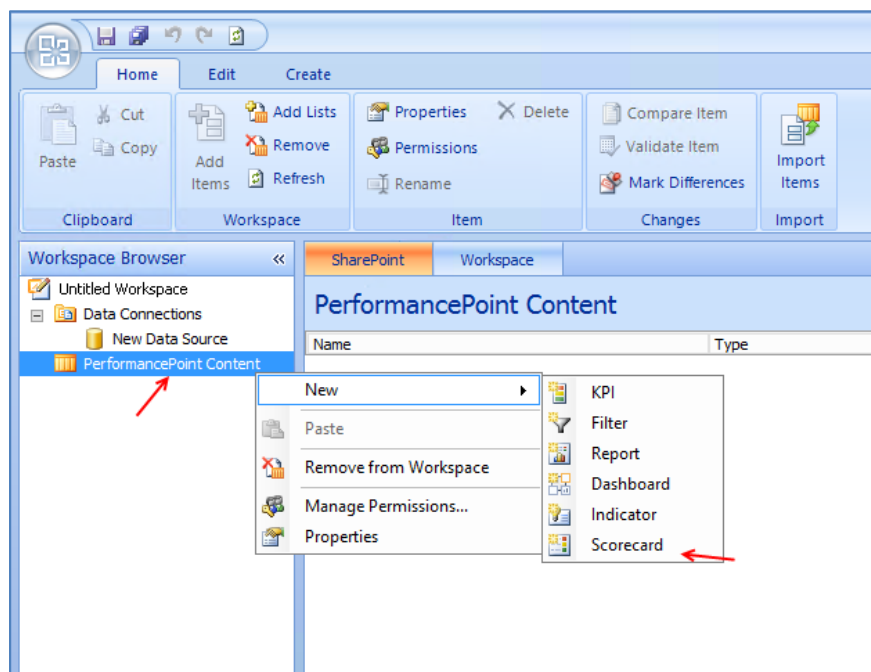 Home Edit Create
Cut
Copy
Paste
Clipboard
Add Items
Add Lists
Remove
Refresh
Workspace
Properties Delete
Permissions
Rename
Item
Compare Item
Validate Item
Mark Differences
Changes
Import Items
Import
Workspace Browser «
Untitled Workspace
Data Connections
New Data Source
PerformancePoint Content
SharePoint Workspace
PerformancePoint Content
Name Type
New
Paste
Remove from Workspace
Manage Permissions...
Properties
KPI
Filter
Report
Dashboard
Indicator
Scorecard